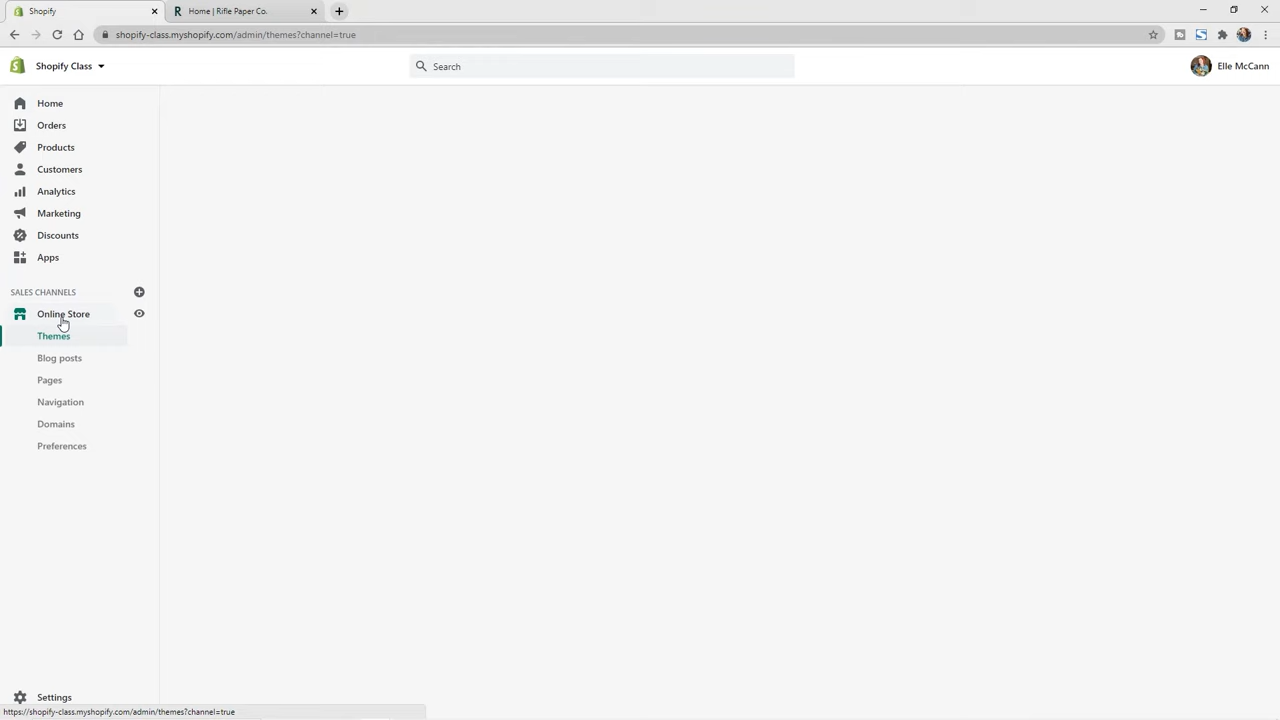 Shopify
Home | Rifle Paper Co.
shopify-class.myshopify.com/admin/themes?channel=true
Shopify Class
Search
Elle McCann
Home
Orders
Products
Customers
Analytics
Marketing
Discounts
Apps
SALES CHANNELS
Online Store
Themes
Blog posts
Pages
Navigation
Domains
Preferences
Settings
https://shopify-class.myshopify.com/admin/themes?channel=true